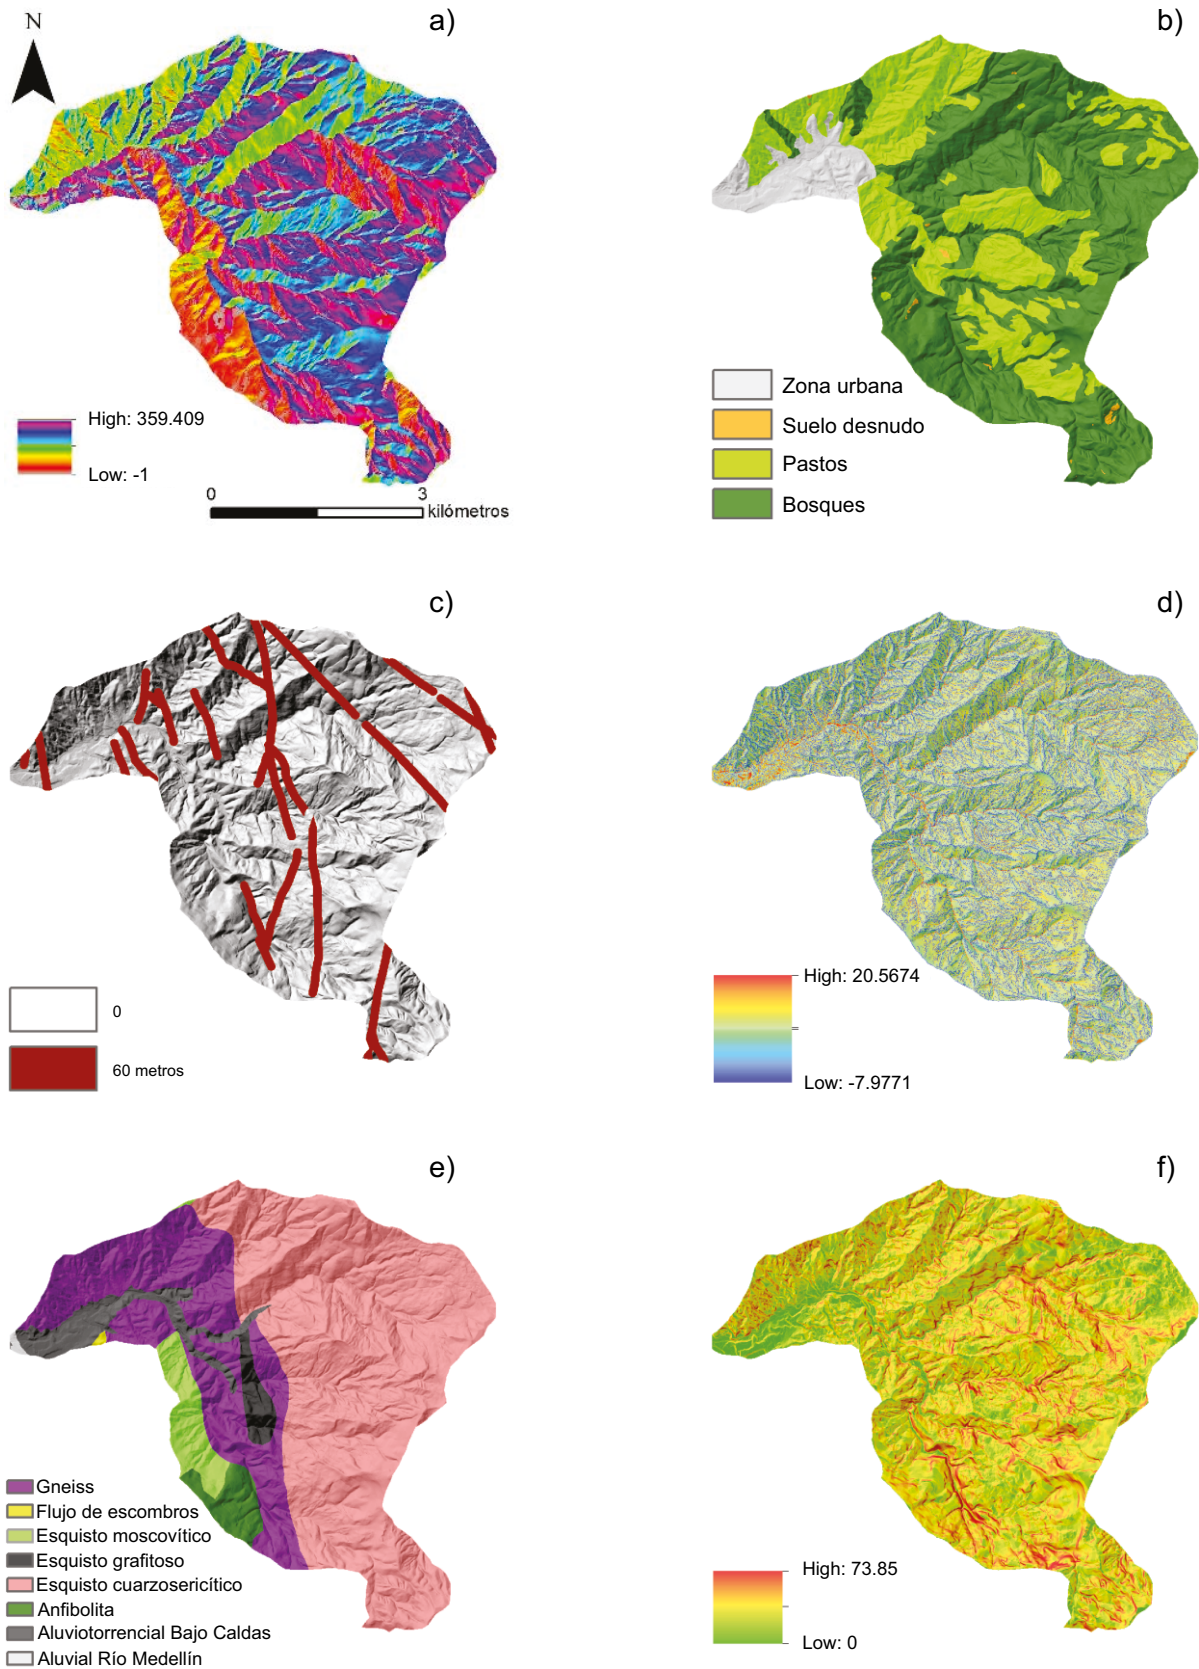 N
a)
High: 359.409
Low: -1
0 3
kilómetros
b)
Zona urbana
Suelo desnudo
Pastos
Bosques
c)
0
60 metros
d)
High: 20.5674
Low: -7.9771
e)
Gneiss
Flujo de escombros
Esquisto moscovítico
Esquisto grafitoso
Esquisto cuarzosericítico
Anfibolita
Aluviotorrencial Bajo Caldas
Aluvial Río Medellín
f)
High: 73.85
Low: 0